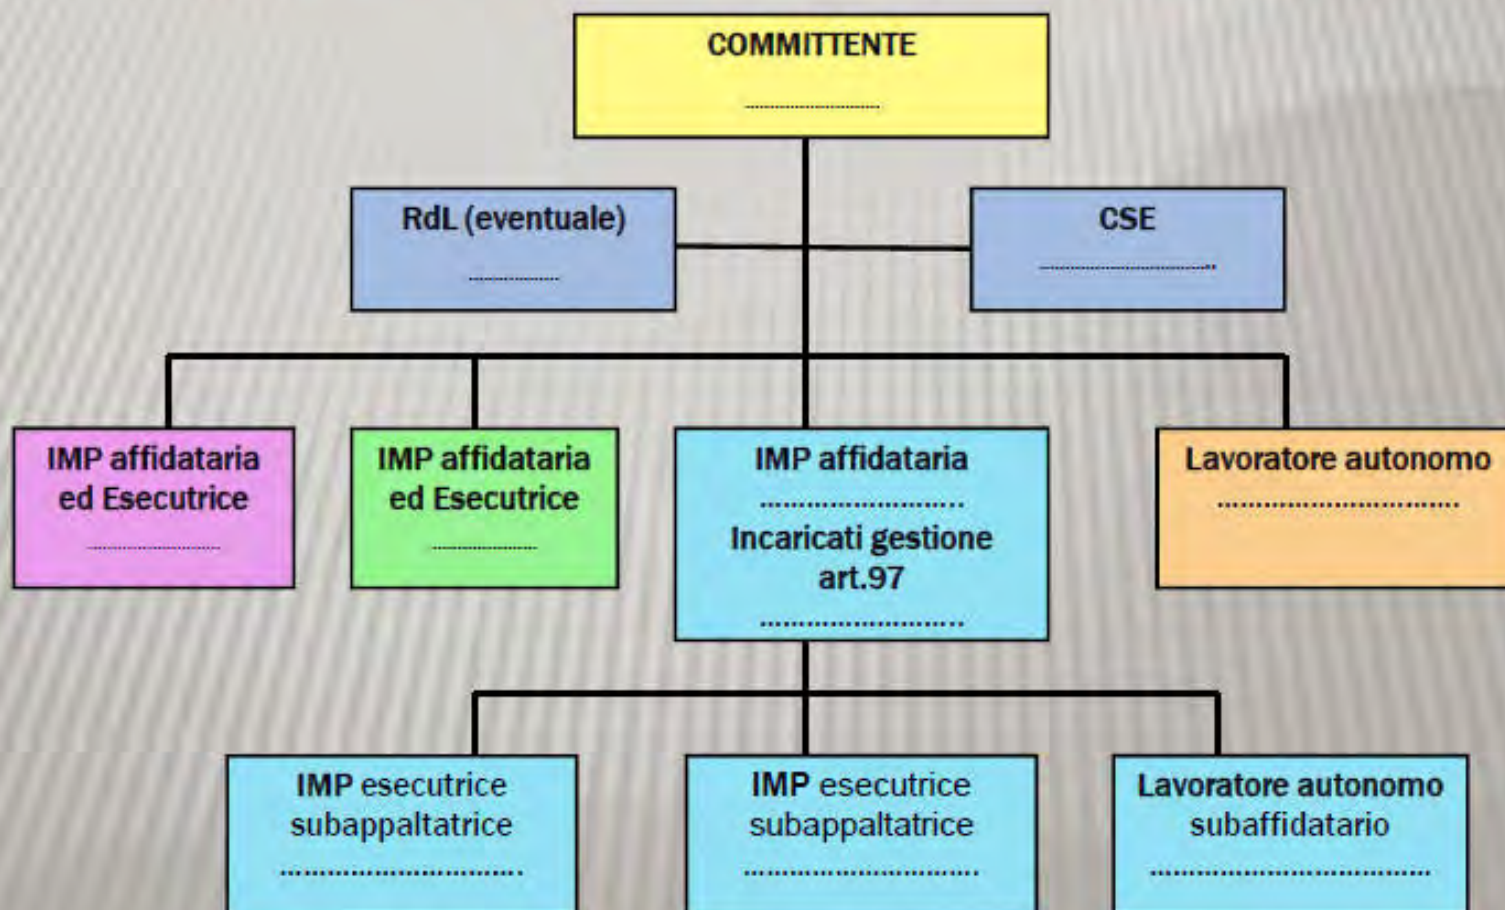 COMMITTENTE
........................
RdL (eventuale)
..................
CSE
..................................
IMP affidataria
ed Esecutrice
..........................
IMP affidataria
ed Esecutrice
.....................
IMP affidataria
..........................
Incaricati gestione
art.97
..........................
Lavoratore autonomo
...............................
IMP esecutrice
subappaltatrice
...............................
IMP esecutrice
subappaltatrice
..............................
Lavoratore autonomo
subaffidatario
....................................